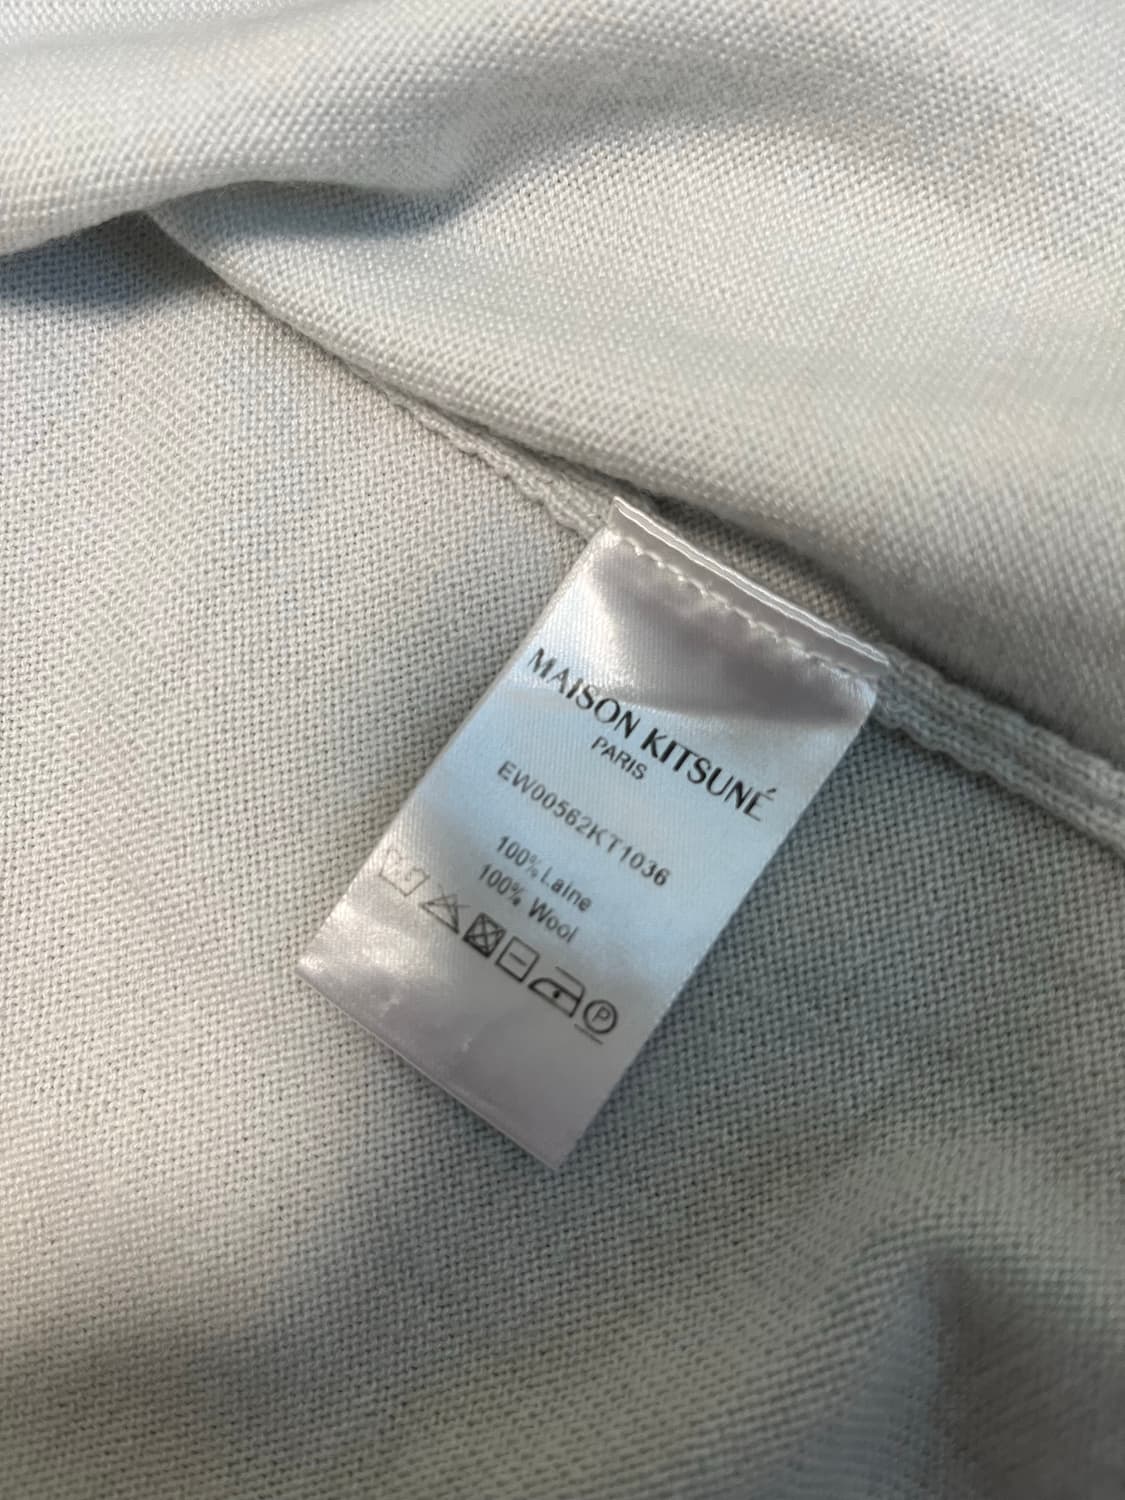 MAISON KITSUNÉ
PARIS
EW00562KT1036
100% Laine
100% Wool
P